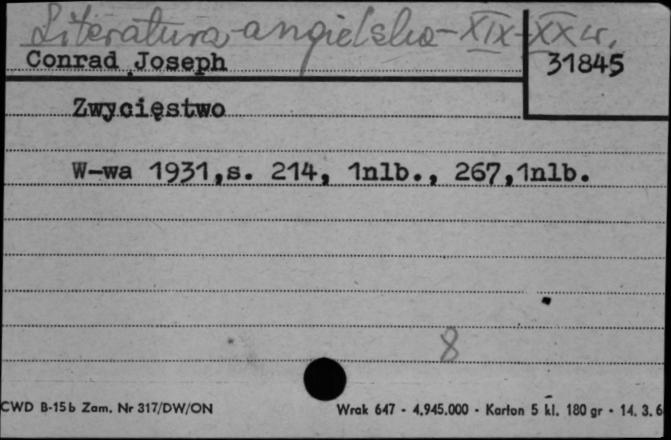 Literatura angielska - XIX-XX w.
Conrad Joseph
31845
Zwycięstwo
W-wa 1931,s. 214, 1nlb., 267,1nlb.
8
CWD B-15b Zam. Nr 317/DW/ON
Wrak 647 - 4.945.000 - Karton 5 kl. 180 gr - 14. 3. 6